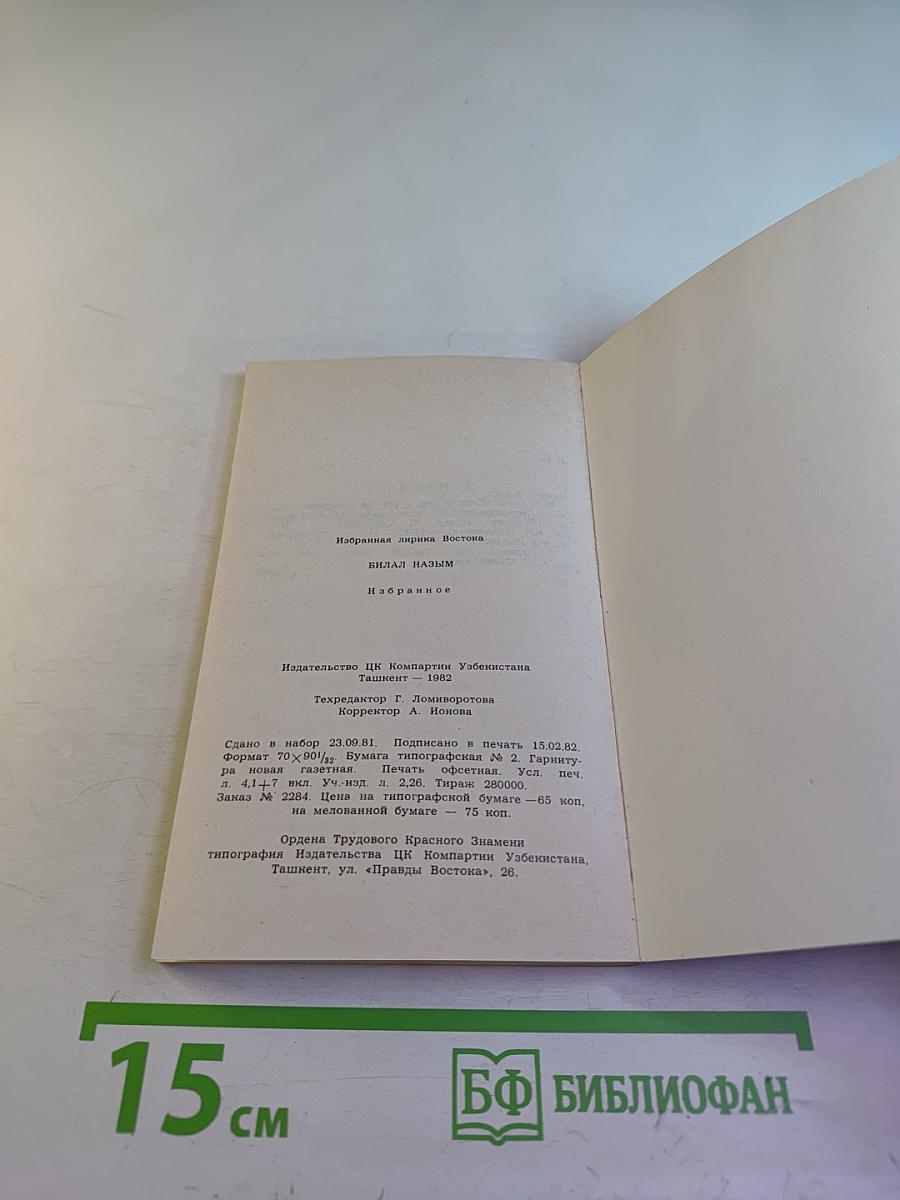 Избранная лирика Востока
БИЛАЛ НАЗЫМ
Избранное
Издательство ЦК Компартии Узбекистана
Ташкент — 1982
Техредактор Г. Ломиворотова
Корректор А. Ионова
Сдано в набор 23.09.81. Подписано в печать 15.02.82.
Формат 70×90¹/₃₂. Бумага типографская № 2. Гарниту-
ра новая газетная. Печать офсетная. Усл. печ.
л. 4,1+7 вкл. Уч.-изд. л. 2,26. Тираж 280000.
Заказ № 2284. Цена на типографской бумаге —65 коп,
на мелованной бумаге — 75 коп.
Ордена Трудового Красного Знамени
типография Издательства ЦК Компартии Узбекистана,
Ташкент, ул. «Правды Востока», 26.
15 см
БФ БИБЛИОФАН